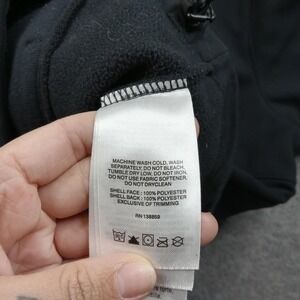 MACHINE WASH COLD, WASH
SEPARATELY, DO NOT BLEACH,
TUMBLE DRY LOW, DO NOT IRON,
DO NOT USE FABRIC SOFTENER,
DO NOT DRYCLEAN
SHELL FACE : 100% POLYESTER
SHELL BACK : 100% POLYESTER
EXCLUSIVE OF TRIMMING
RN 138859